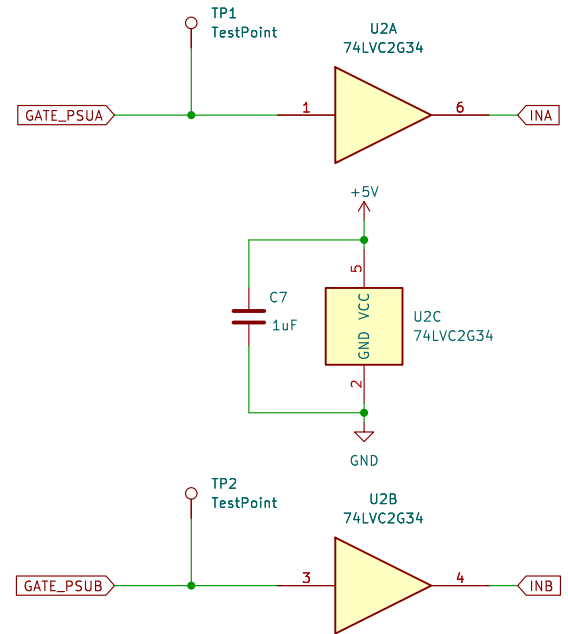 TP1
TestPoint
U2A
74LVC2G34
GATE_PSUA
1
6
INA
+5V
5
C7
1uF
VCC
GND
U2C
74LVC2G34
2
GND
TP2
TestPoint
U2B
74LVC2G34
GATE_PSUB
3
4
INB